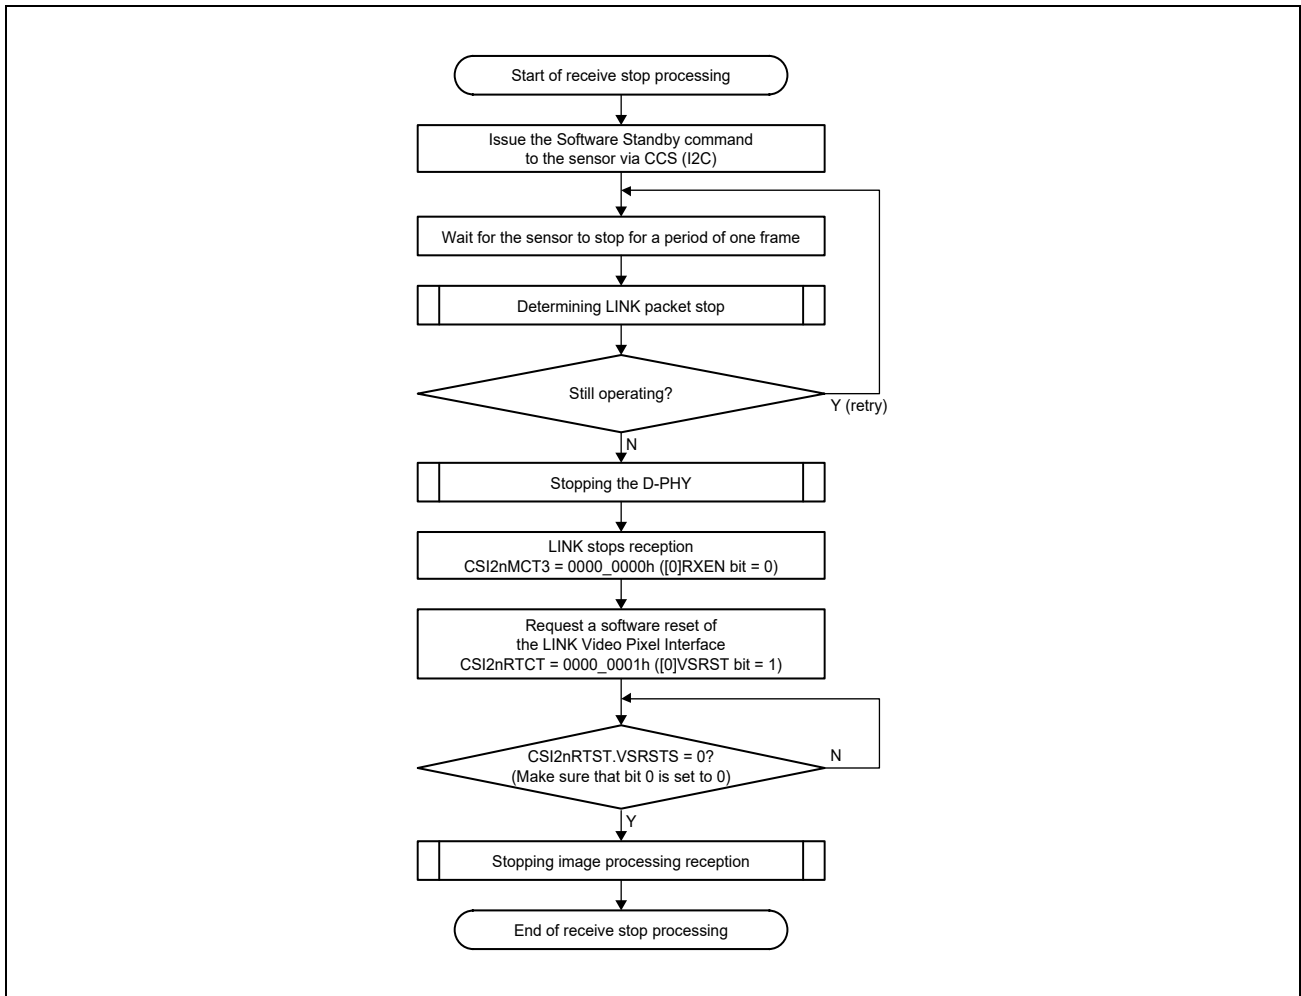 Start of receive stop processing
Issue the Software Standby command
to the sensor via CCS (I2C)
Wait for the sensor to stop for a period of one frame
Determining LINK packet stop
Still operating?
Y (retry)
N
Stopping the D-PHY
LINK stops reception
CSI2nMCT3 = 0000_0000h ([0]RXEN bit = 0)
Request a software reset of
the LINK Video Pixel Interface
CSI2nRTCT = 0000_0001h ([0]VSRST bit = 1)
CSI2nRTST.VSRSTS = 0?
N
(Make sure that bit 0 is set to 0)
Y
Stopping image processing reception
End of receive stop processing